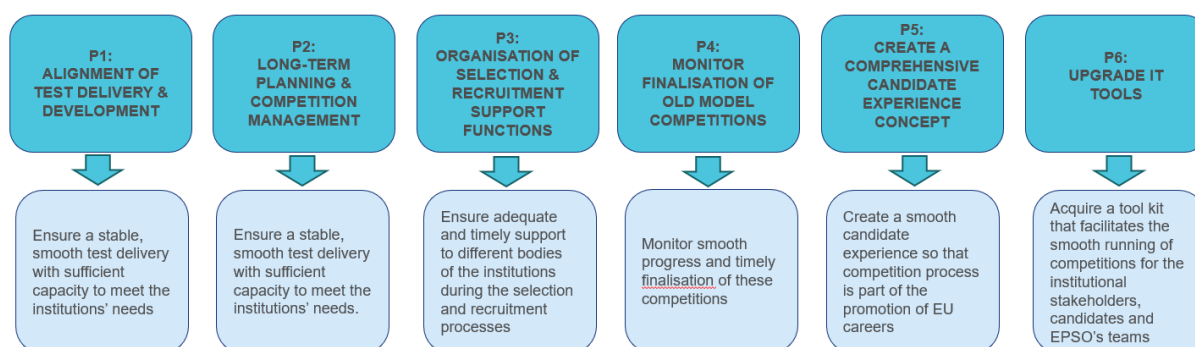 P1:
ALIGNMENT OF
TEST DELIVERY &
DEVELOPMENT
P2:
LONG-TERM
PLANNING &
COMPETITION
MANAGEMENT
P3:
ORGANISATION OF
SELECTION &
RECRUITMENT
SUPPORT
FUNCTIONS
P4:
MONITOR
FINALISATION OF
OLD MODEL
COMPETITIONS
P5:
CREATE A
COMPREHENSIVE
CANDIDATE
EXPERIENCE
CONCEPT
P6:
UPGRADE IT
TOOLS
Ensure a stable,
smooth test delivery
with sufficient
capacity to meet the
institutions' needs
Ensure a stable,
smooth test delivery
with sufficient
capacity to meet the
institutions' needs.
Ensure adequate
and timely support
to different bodies
of the institutions
during the selection
and recruitment
processes
Monitor smooth
progress and timely
finalisation of these
competitions
Create a smooth
candidate
experience so that
competition process
is part of the
promotion of EU
careers
Acquire a tool kit
that facilitates the
smooth running of
competitions for the
institutional
stakeholders,
candidates and
EPSO's teams